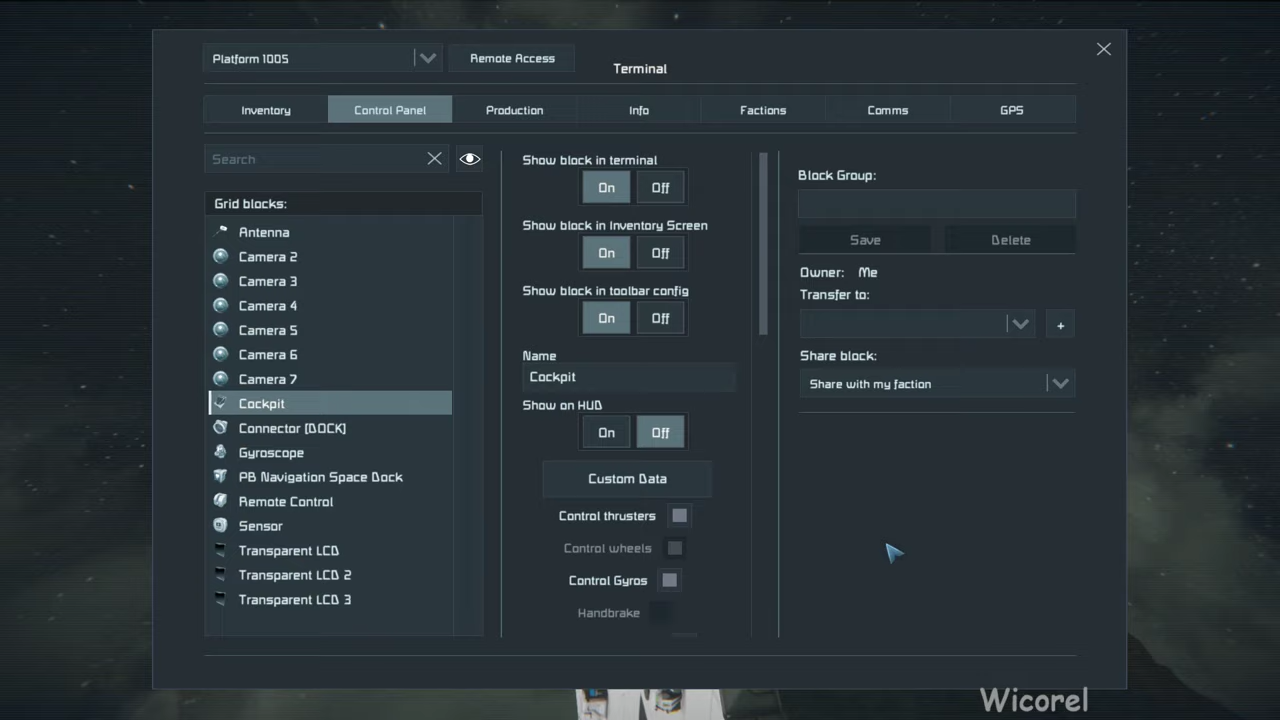 Platform 1005
Remote Access
Terminal
Inventory
Control Panel
Production
Info
Factions
Comms
GPS
Search
Grid blocks:
Antenna
Camera 2
Camera 3
Camera 4
Camera 5
Camera 6
Camera 7
Cockpit
Connector [DOCK]
Gyroscope
PB Navigation Space Dock
Remote Control
Sensor
Transparent LCD
Transparent LCD 2
Transparent LCD 3
Show block in terminal
On Off
Show block in Inventory Screen
On Off
Show block in toolbar config
On Off
Name
Cockpit
Show on HUD
On Off
Custom Data
Control thrusters
Control wheels
Control Gyros
Handbrake
Block Group:
Save Delete
Owner: Me
Transfer to:
+
Share block:
Share with my faction
Wicorel